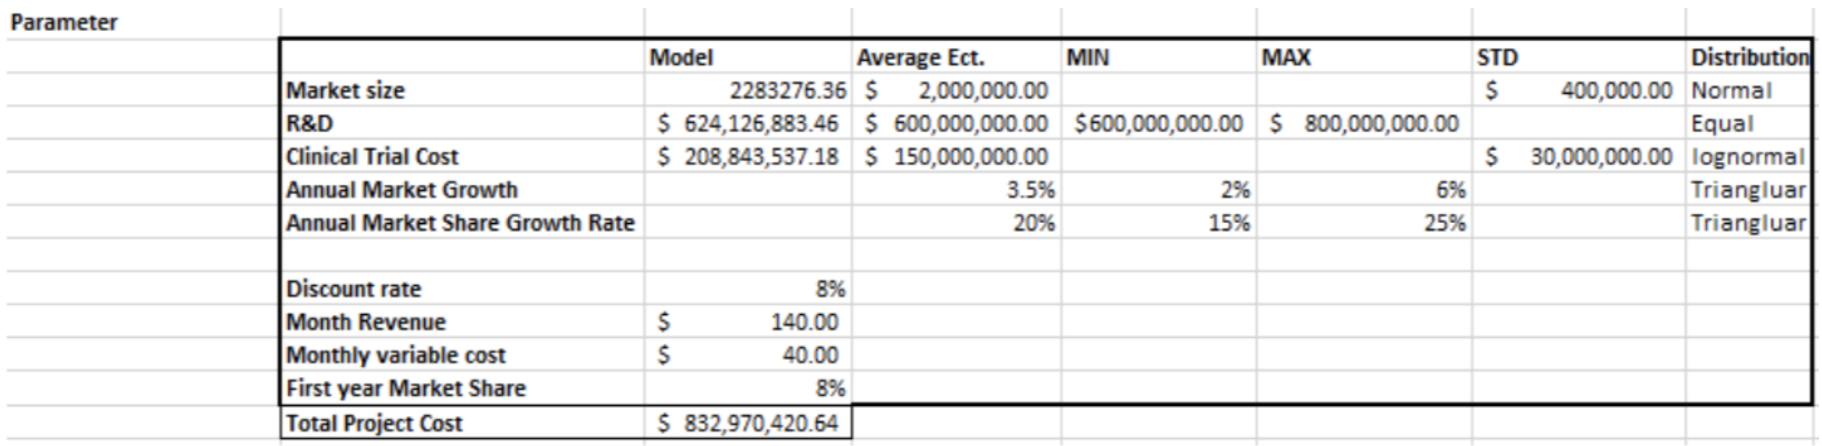 Parameter
Model Average Ect. MIN MAX STD Distribution
Market size 2283276.36 $ 2,000,000.00 $ 400,000.00 Normal
R&D $ 624,126,883.46 $ 600,000,000.00 $600,000,000.00 $ 800,000,000.00 Equal
Clinical Trial Cost $ 208,843,537.18 $ 150,000,000.00 $ 30,000,000.00 lognormal
Annual Market Growth 3.5% 2% 6% Triangluar
Annual Market Share Growth Rate 20% 15% 25% Triangluar
Discount rate 8%
Month Revenue $ 140.00
Monthly variable cost $ 40.00
First year Market Share 8%
Total Project Cost $ 832,970,420.64